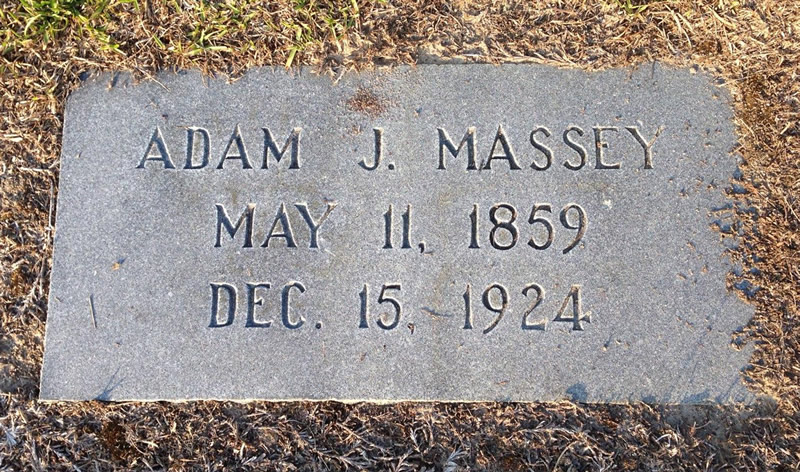 ADAM J. MASSEY
MAY 11, 1859
DEC. 15, 1924